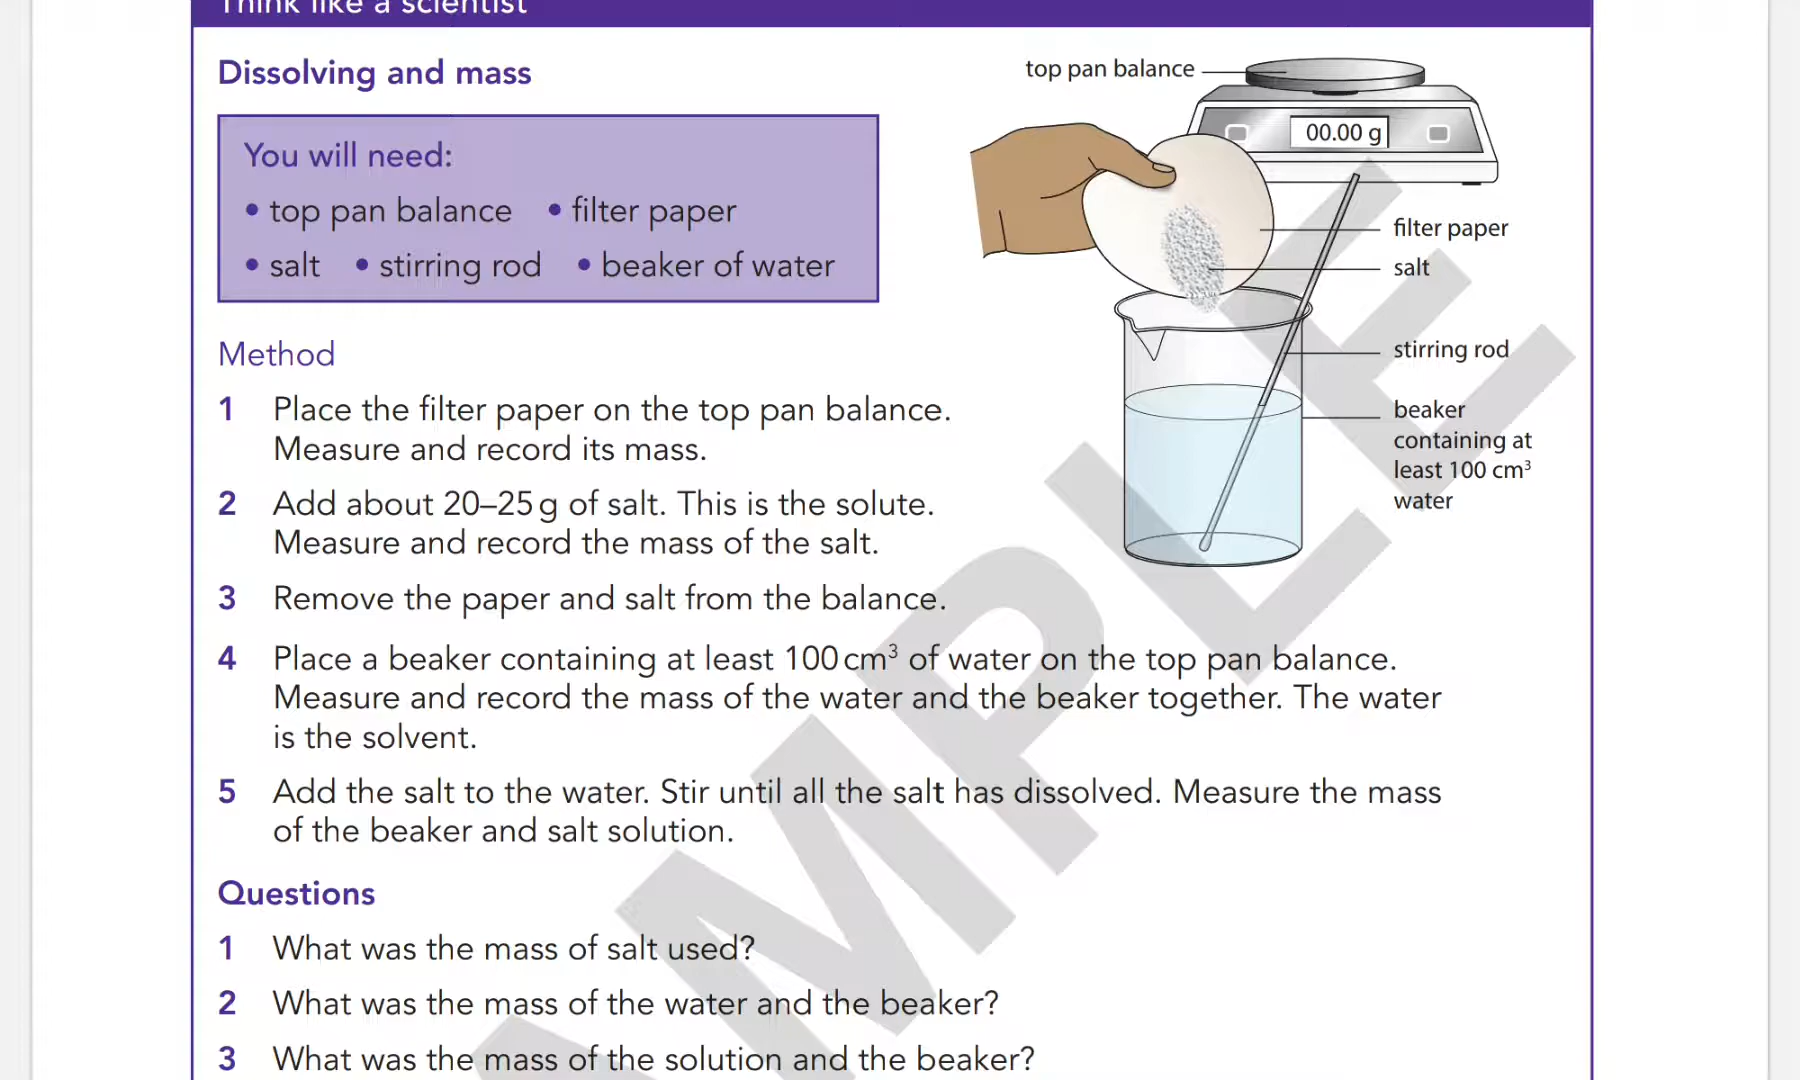 Think like a scientist
Dissolving and mass
You will need:
• top pan balance • filter paper
• salt • stirring rod • beaker of water
top pan balance
00.00 g
filter paper
salt
stirring rod
beaker
containing at
least 100 cm³
water
Method
1 Place the filter paper on the top pan balance.
Measure and record its mass.
2 Add about 20–25 g of salt. This is the solute.
Measure and record the mass of the salt.
3 Remove the paper and salt from the balance.
4 Place a beaker containing at least 100 cm³ of water on the top pan balance.
Measure and record the mass of the water and the beaker together. The water
is the solvent.
5 Add the salt to the water. Stir until all the salt has dissolved. Measure the mass
of the beaker and salt solution.
Questions
1 What was the mass of salt used?
2 What was the mass of the water and the beaker?
3 What was the mass of the solution and the beaker?